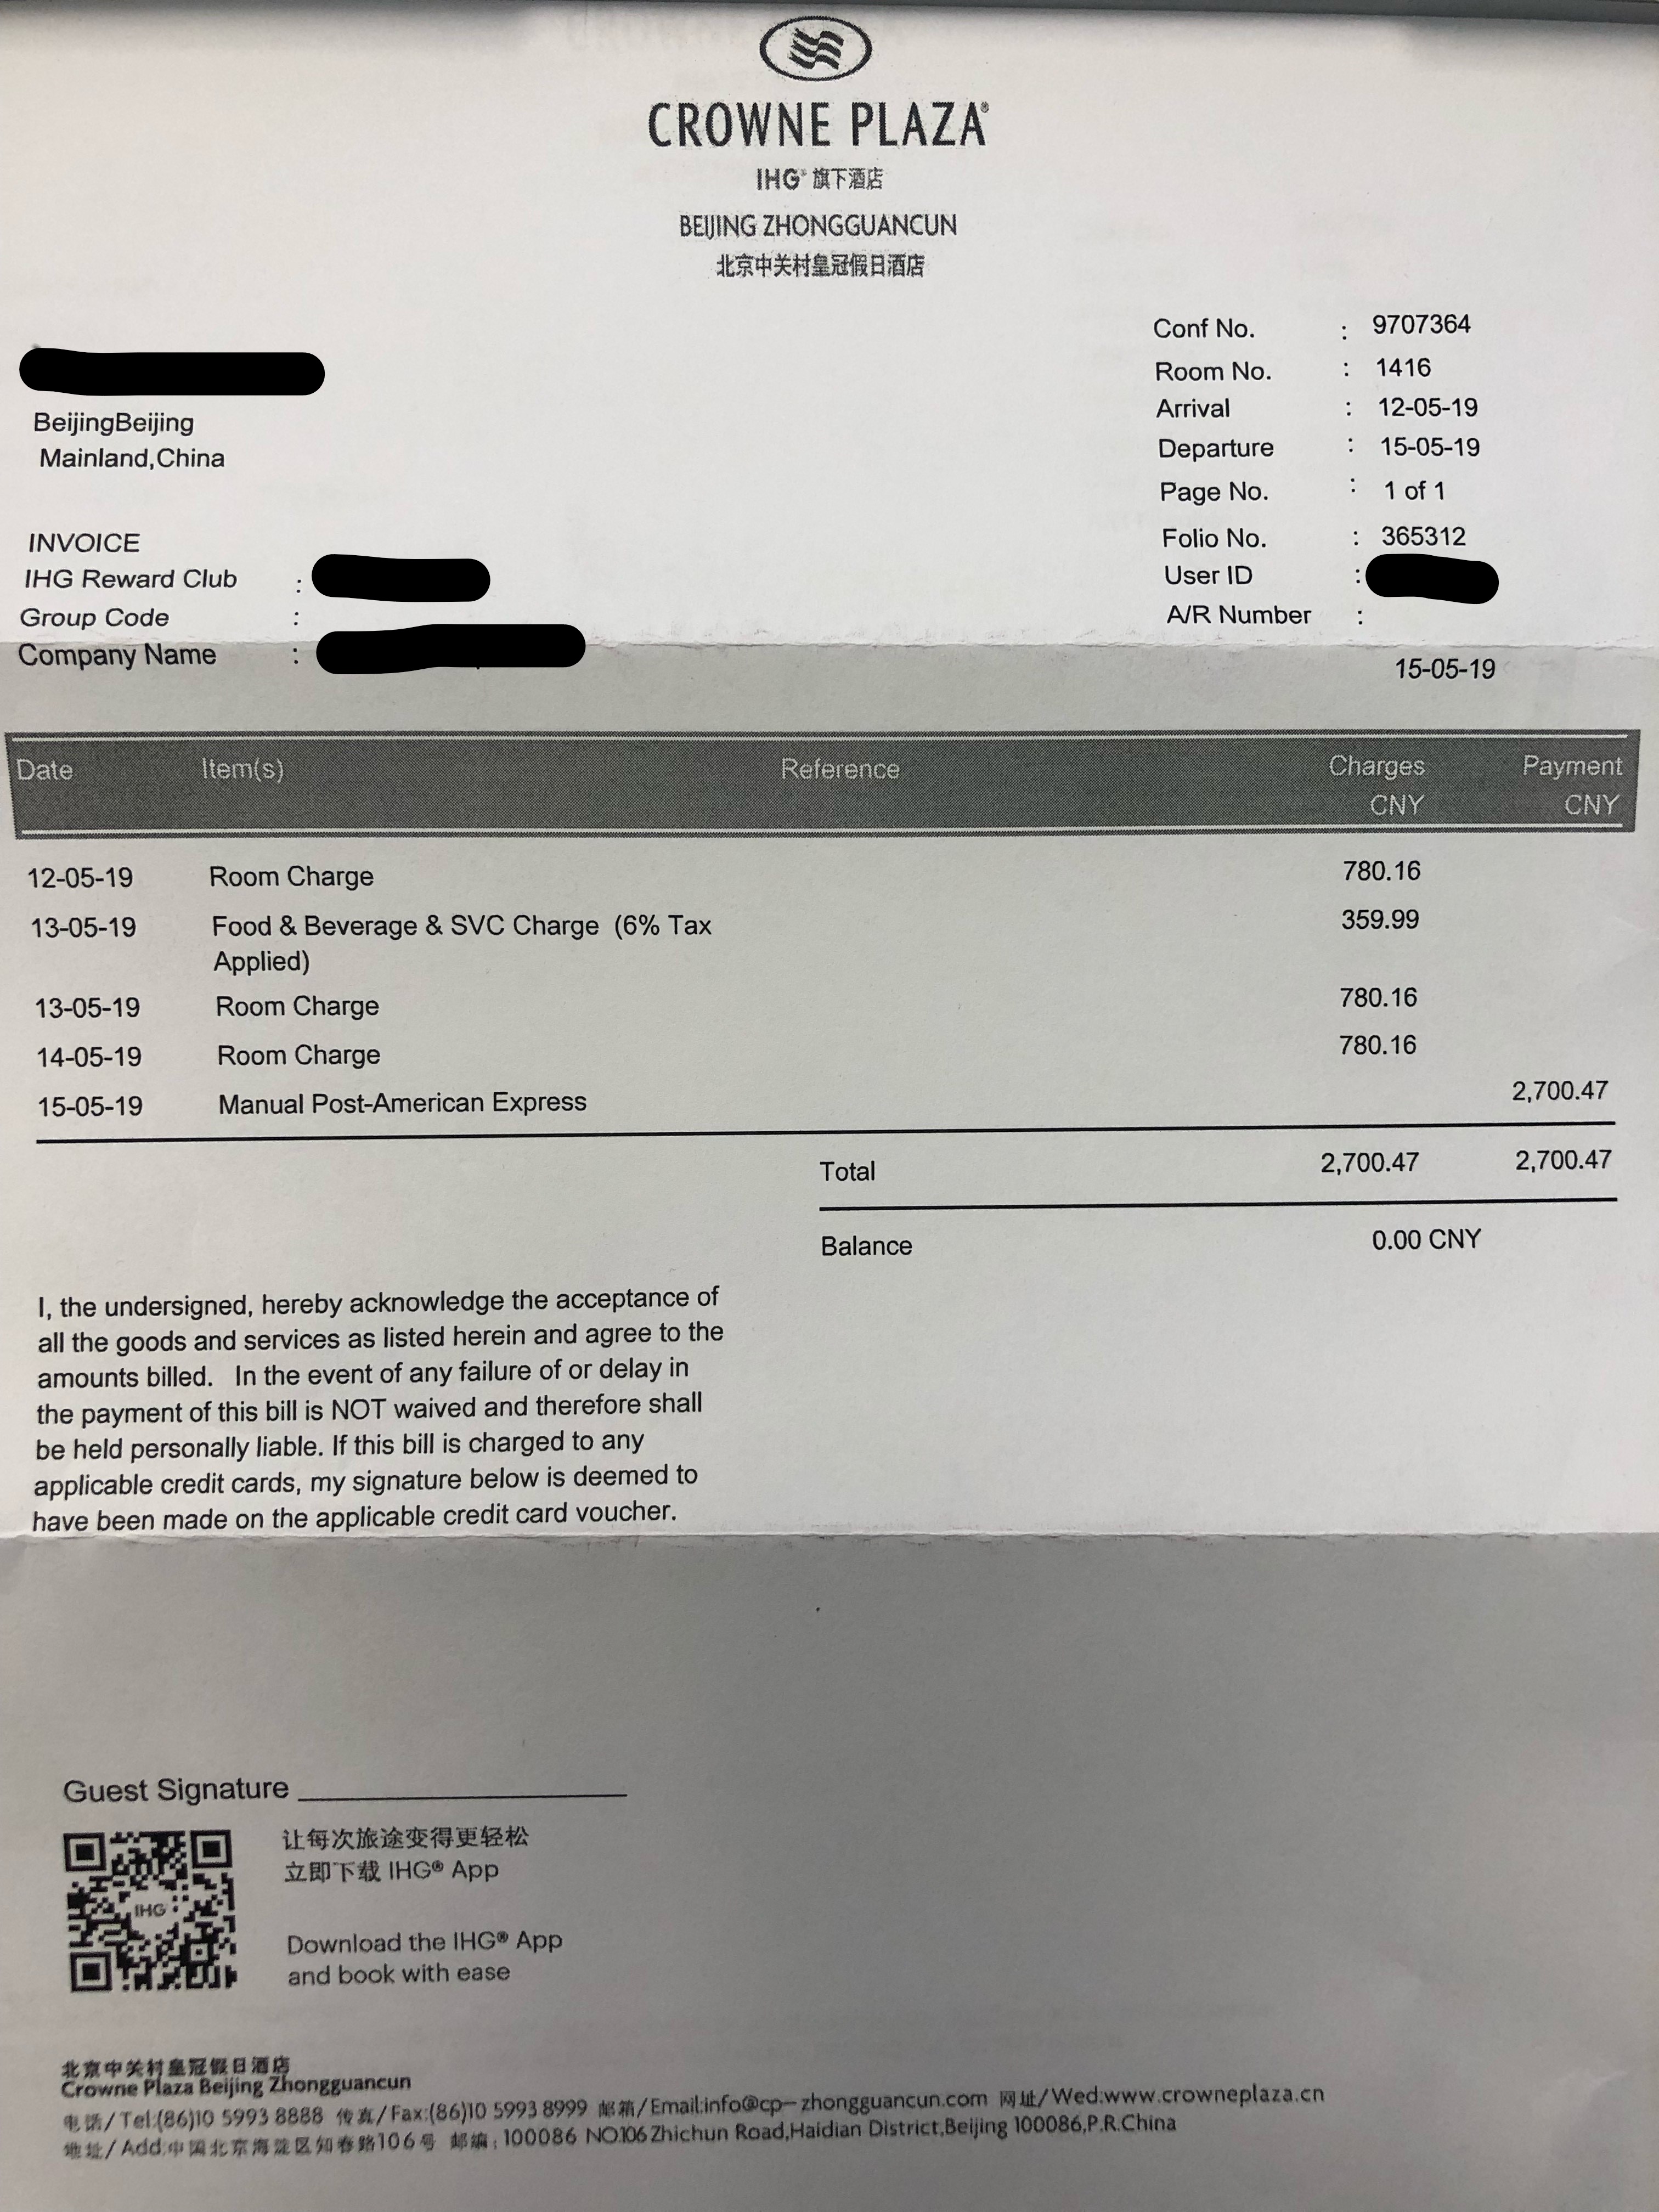 CROWNE PLAZA®
IHG® 旗下酒店
BEIJING ZHONGGUANCUN
北京中关村皇冠假日酒店
Conf No. : 9707364
Room No. : 1416
Arrival : 12-05-19
Departure : 15-05-19
Page No. : 1 of 1
Folio No. : 365312
User ID :
A/R Number :
15-05-19
BeijingBeijing
Mainland,China
INVOICE
IHG Reward Club :
Group Code :
Company Name :
Date Item(s) Reference Charges Payment
CNY CNY
12-05-19 Room Charge 780.16
13-05-19 Food & Beverage & SVC Charge (6% Tax 359.99
Applied)
13-05-19 Room Charge 780.16
14-05-19 Room Charge 780.16
15-05-19 Manual Post-American Express 2,700.47
Total 2,700.47 2,700.47
Balance 0.00 CNY
I, the undersigned, hereby acknowledge the acceptance of
all the goods and services as listed herein and agree to the
amounts billed. In the event of any failure of or delay in
the payment of this bill is NOT waived and therefore shall
be held personally liable. If this bill is charged to any
applicable credit cards, my signature below is deemed to
have been made on the applicable credit card voucher.
Guest Signature
IHG
让每次旅途变得更轻松
立即下载 IHG® App
Download the IHG® App
and book with ease
北京中关村皇冠假日酒店
Crowne Plaza Beijing Zhongguancun
电话/Tel:(86)10 5993 8888 传真/Fax:(86)10 5993 8999 邮箱/Email:info@cp-zhongguancun.com 网址/Wed:www.crowneplaza.cn
地址/Add:中国北京海淀区知春路106号 邮编:100086 NO.106 Zhichun Road,Haidian District,Beijing 100086,P.R.China